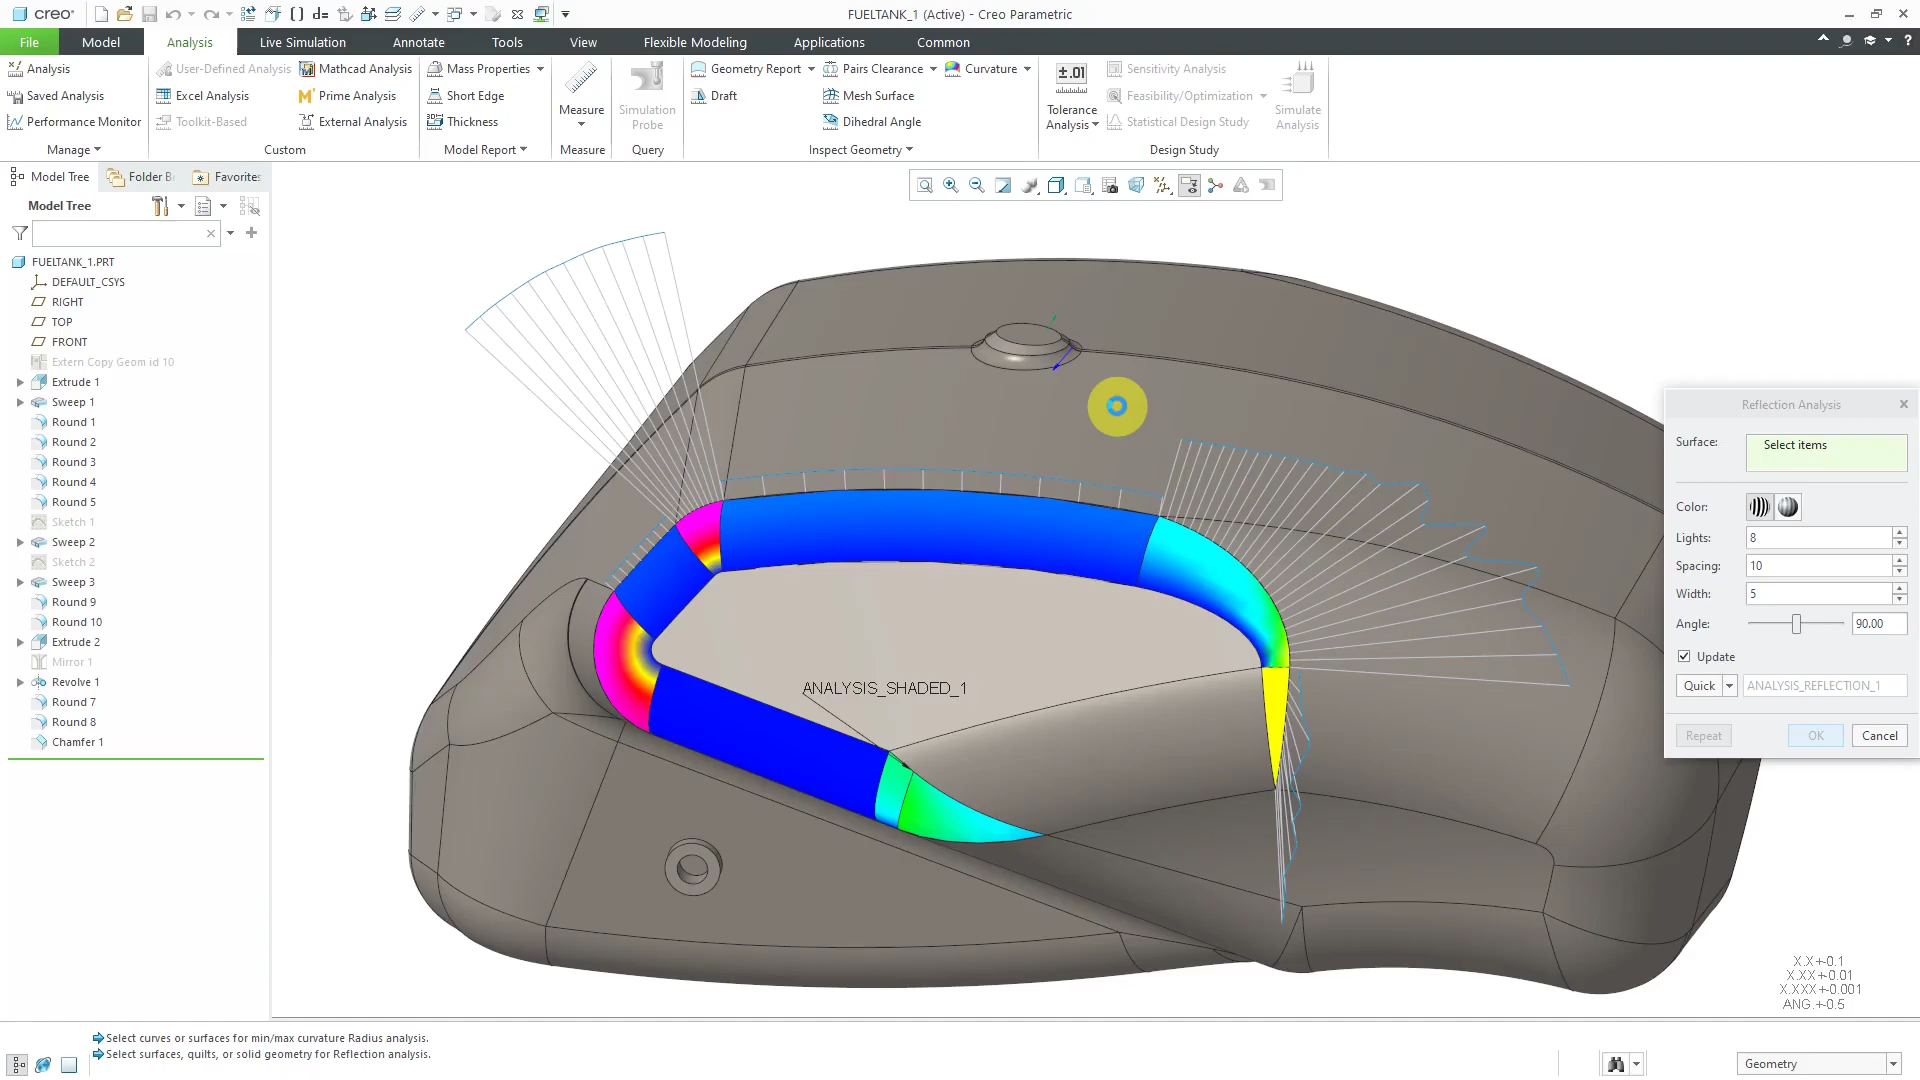 creo
FUELTANK_1 (Active) - Creo Parametric
File
Model
Analysis
Live Simulation
Annotate
Tools
View
Flexible Modeling
Applications
Common
Analysis
Saved Analysis
Performance Monitor
Manage
User-Defined Analysis
Excel Analysis
Toolkit-Based
Mathcad Analysis
Prime Analysis
External Analysis
Custom
Mass Properties
Short Edge
Thickness
Model Report
Measure
Measure
Simulation
Probe
Query
Geometry Report
Draft
Pairs Clearance
Mesh Surface
Dihedral Angle
Curvature
Inspect Geometry
±.01
Tolerance
Analysis
Sensitivity Analysis
Feasibility/Optimization
Statistical Design Study
Simulate
Analysis
Design Study
Model Tree
Folder B
Favorites
Model Tree
FUELTANK_1.PRT
DEFAULT_CSYS
RIGHT
TOP
FRONT
Extern Copy Geom id 10
Extrude 1
Sweep 1
Round 1
Round 2
Round 3
Round 4
Round 5
Sketch 1
Sweep 2
Sketch 2
Sweep 3
Round 9
Round 10
Extrude 2
Mirror 1
Revolve 1
Round 7
Round 8
Chamfer 1
ANALYSIS_SHADED_1
Reflection Analysis
Surface:
Select items
Color:
Lights:
8
Spacing:
10
Width:
5
Angle:
90.00
Update
Quick
ANALYSIS_REFLECTION_1
Repeat
OK
Cancel
X.X+-0.1
X.XX+-0.01
X.XXX+-0.001
ANG.+-0.5
Select curves or surfaces for min/max curvature Radius analysis.
Select surfaces, quilts, or solid geometry for Reflection analysis.
Geometry